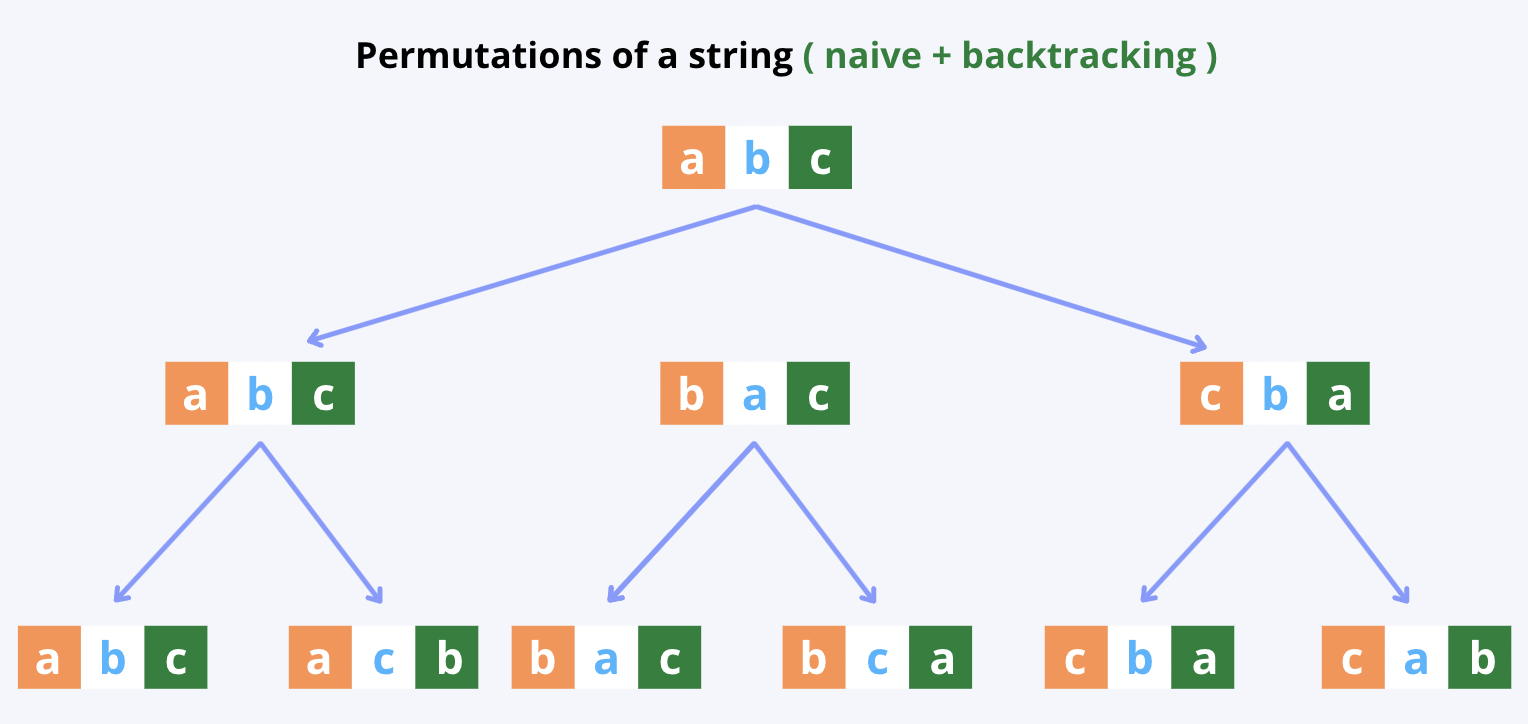 Permutations of a string ( naive + backtracking )
a b c
a b c b a c c b a
a b c a c b b a c b c a c b a c a b